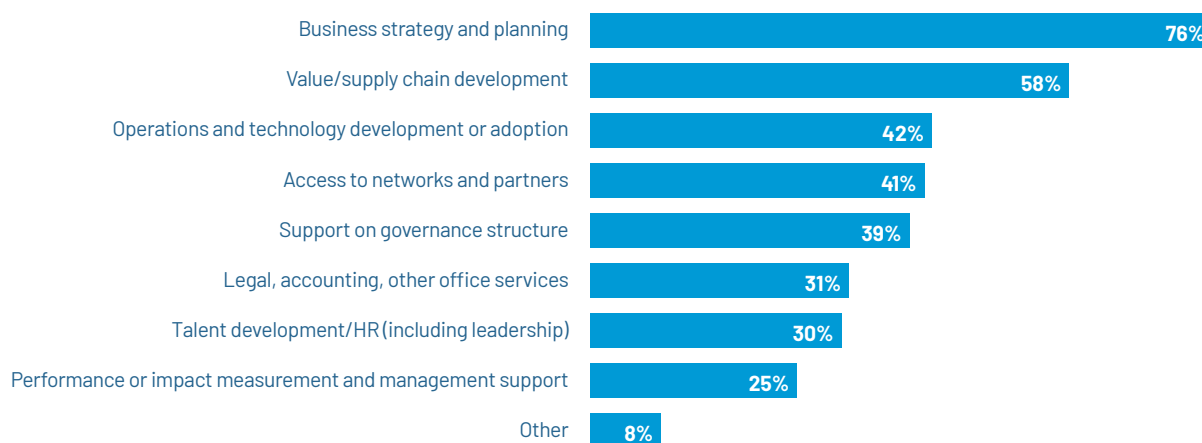 Business strategy and planning 76%
Value/supply chain development 58%
Operations and technology development or adoption 42%
Access to networks and partners 41%
Support on governance structure 39%
Legal, accounting, other office services 31%
Talent development/HR (including leadership) 30%
Performance or impact measurement and management support 25%
Other 8%